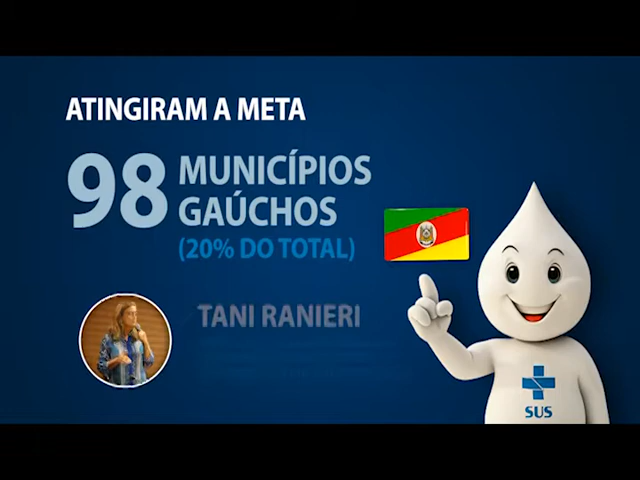 ATINGIRAM A META
98 MUNICÍPIOS
GAÚCHOS
(20% DO TOTAL)
TANI RANIERI
SUS